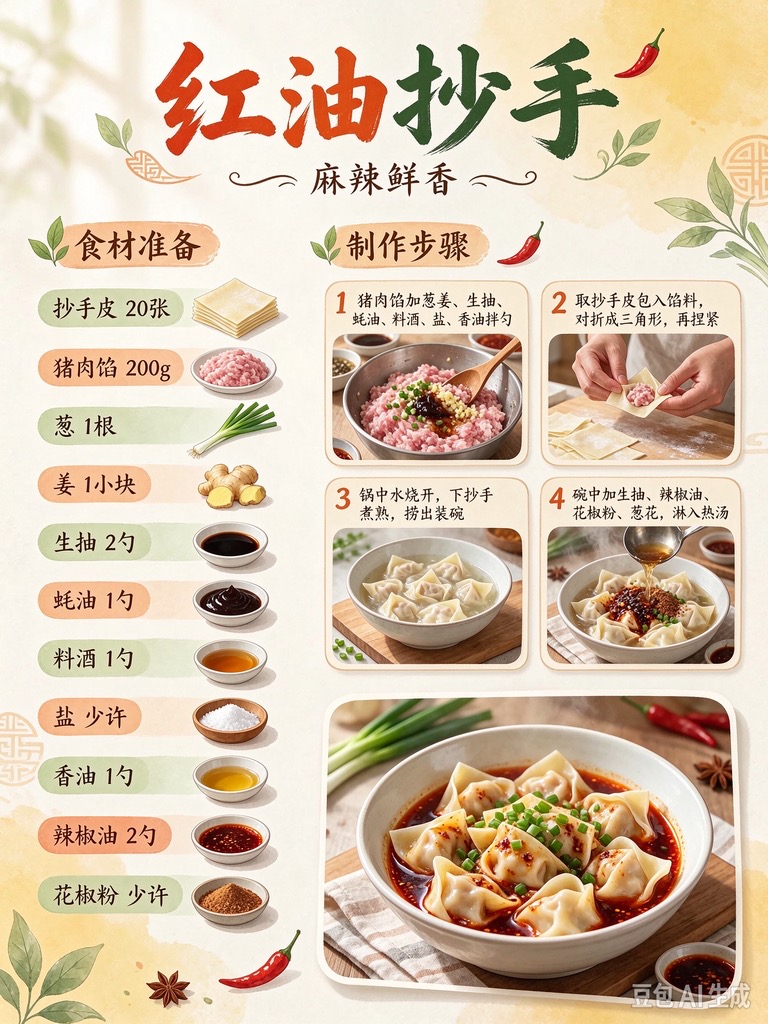 红油抄手
麻辣鲜香
食材准备
抄手皮 20张
猪肉馅 200g
葱 1根
姜 1小块
生抽 2勺
蚝油 1勺
料酒 1勺
盐 少许
香油 1勺
辣椒油 2勺
花椒粉 少许
制作步骤
1 猪肉馅加葱姜、生抽、
蚝油、料酒、盐、香油拌匀
2 取抄手皮包入馅料，
对折成三角形，再捏紧
3 锅中水烧开，下抄手
煮熟，捞出装碗
4 碗中加生抽、辣椒油、
花椒粉、葱花，淋入热汤
豆包AI生成